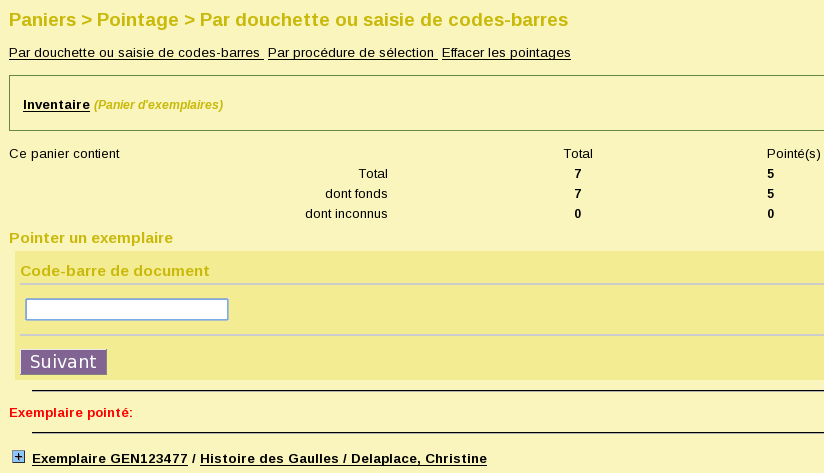 Paniers > Pointage > Par douchette ou saisie de codes-barres
Par douchette ou saisie de codes-barres Par procédure de sélection Effacer les pointages
Inventaire (Panier d'exemplaires)
Ce panier contient Total Pointé(s)
Total 7 5
dont fonds 7 5
dont inconnus 0 0
Pointer un exemplaire
Code-barre de document
Suivant
Exemplaire pointé:
Exemplaire GEN123477 / Histoire des Gaulles / Delaplace, Christine